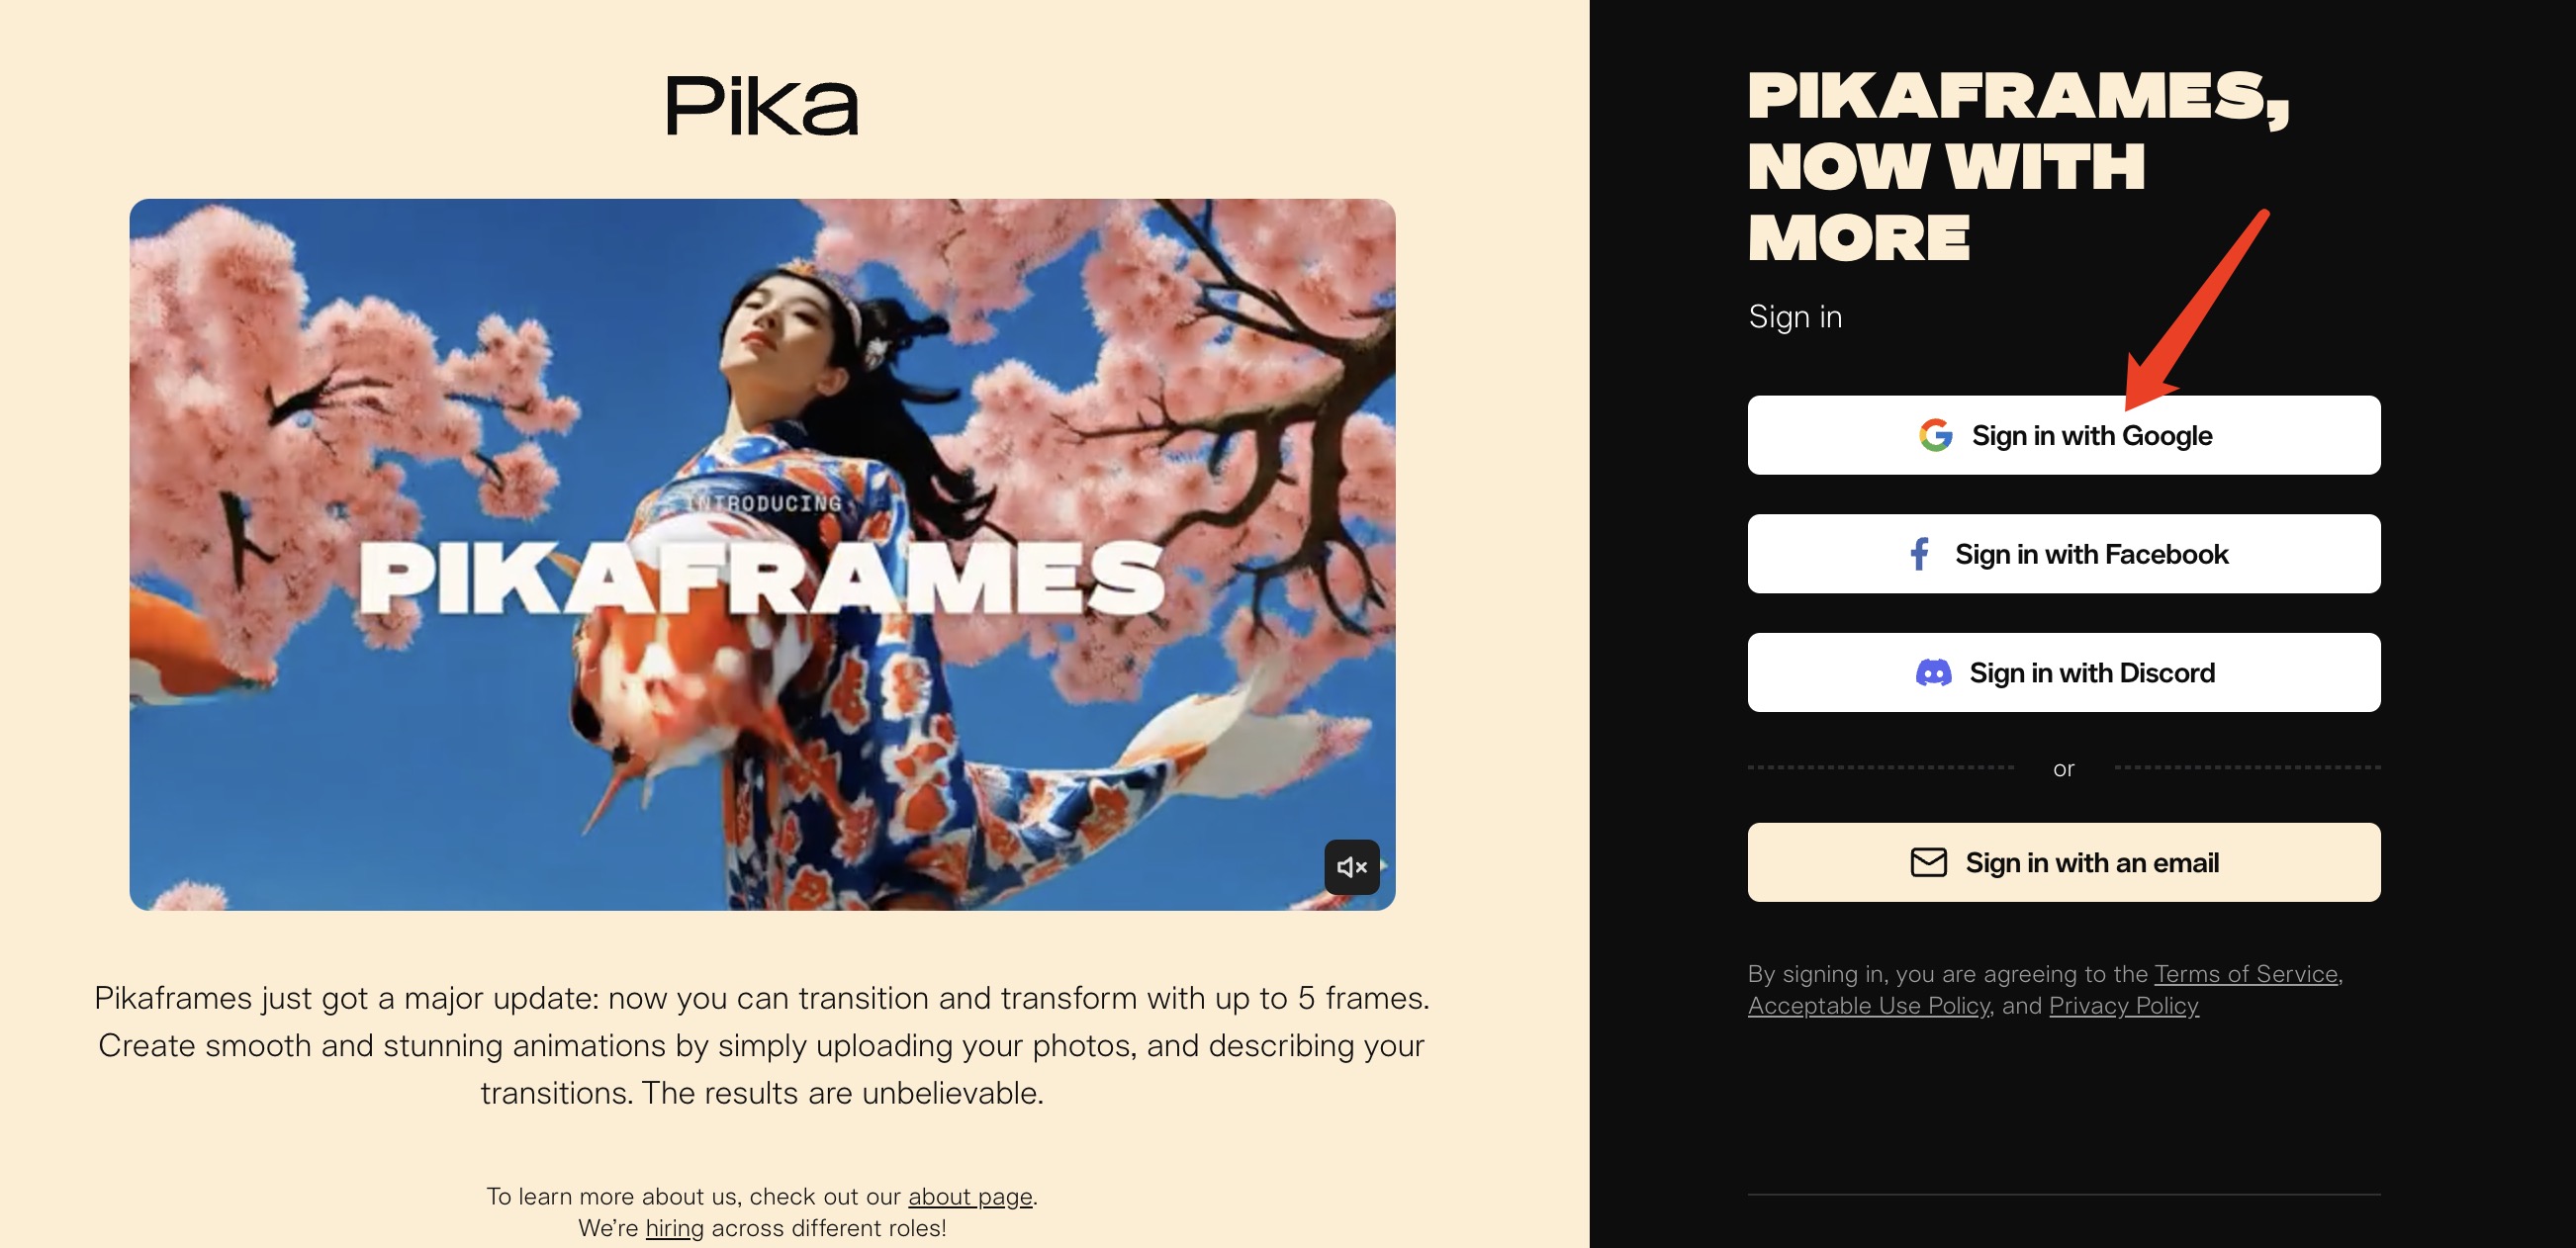 Pika
INTRODUCING
PIKAFRAMES
Pikaframes just got a major update: now you can transition and transform with up to 5 frames.
Create smooth and stunning animations by simply uploading your photos, and describing your
transitions. The results are unbelievable.
To learn more about us, check out our about page.
We’re hiring across different roles!
PIKAFRAMES,
NOW WITH
MORE
Sign in
Sign in with Google
Sign in with Facebook
Sign in with Discord
or
Sign in with an email
By signing in, you are agreeing to the Terms of Service,
Acceptable Use Policy, and Privacy Policy